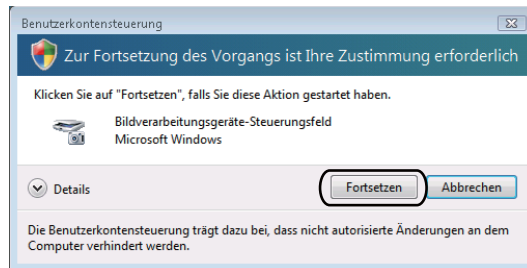 Benutzerkontensteuerung
Zur Fortsetzung des Vorgangs ist Ihre Zustimmung erforderlich
Klicken Sie auf "Fortsetzen", falls Sie diese Aktion gestartet haben.
Bildverarbeitungsgeräte-Steuerungsfeld
Microsoft Windows
Details
Fortsetzen
Abbrechen
Die Benutzerkontensteuerung trägt dazu bei, dass nicht autorisierte Änderungen an dem
Computer verhindert werden.